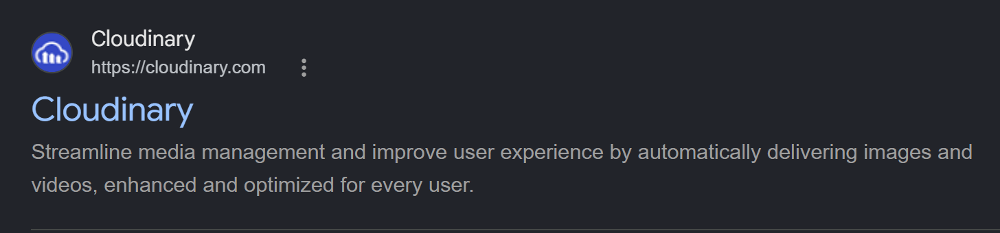 Cloudinary
https://cloudinary.com
Cloudinary
Streamline media management and improve user experience by automatically delivering images and
videos, enhanced and optimized for every user.